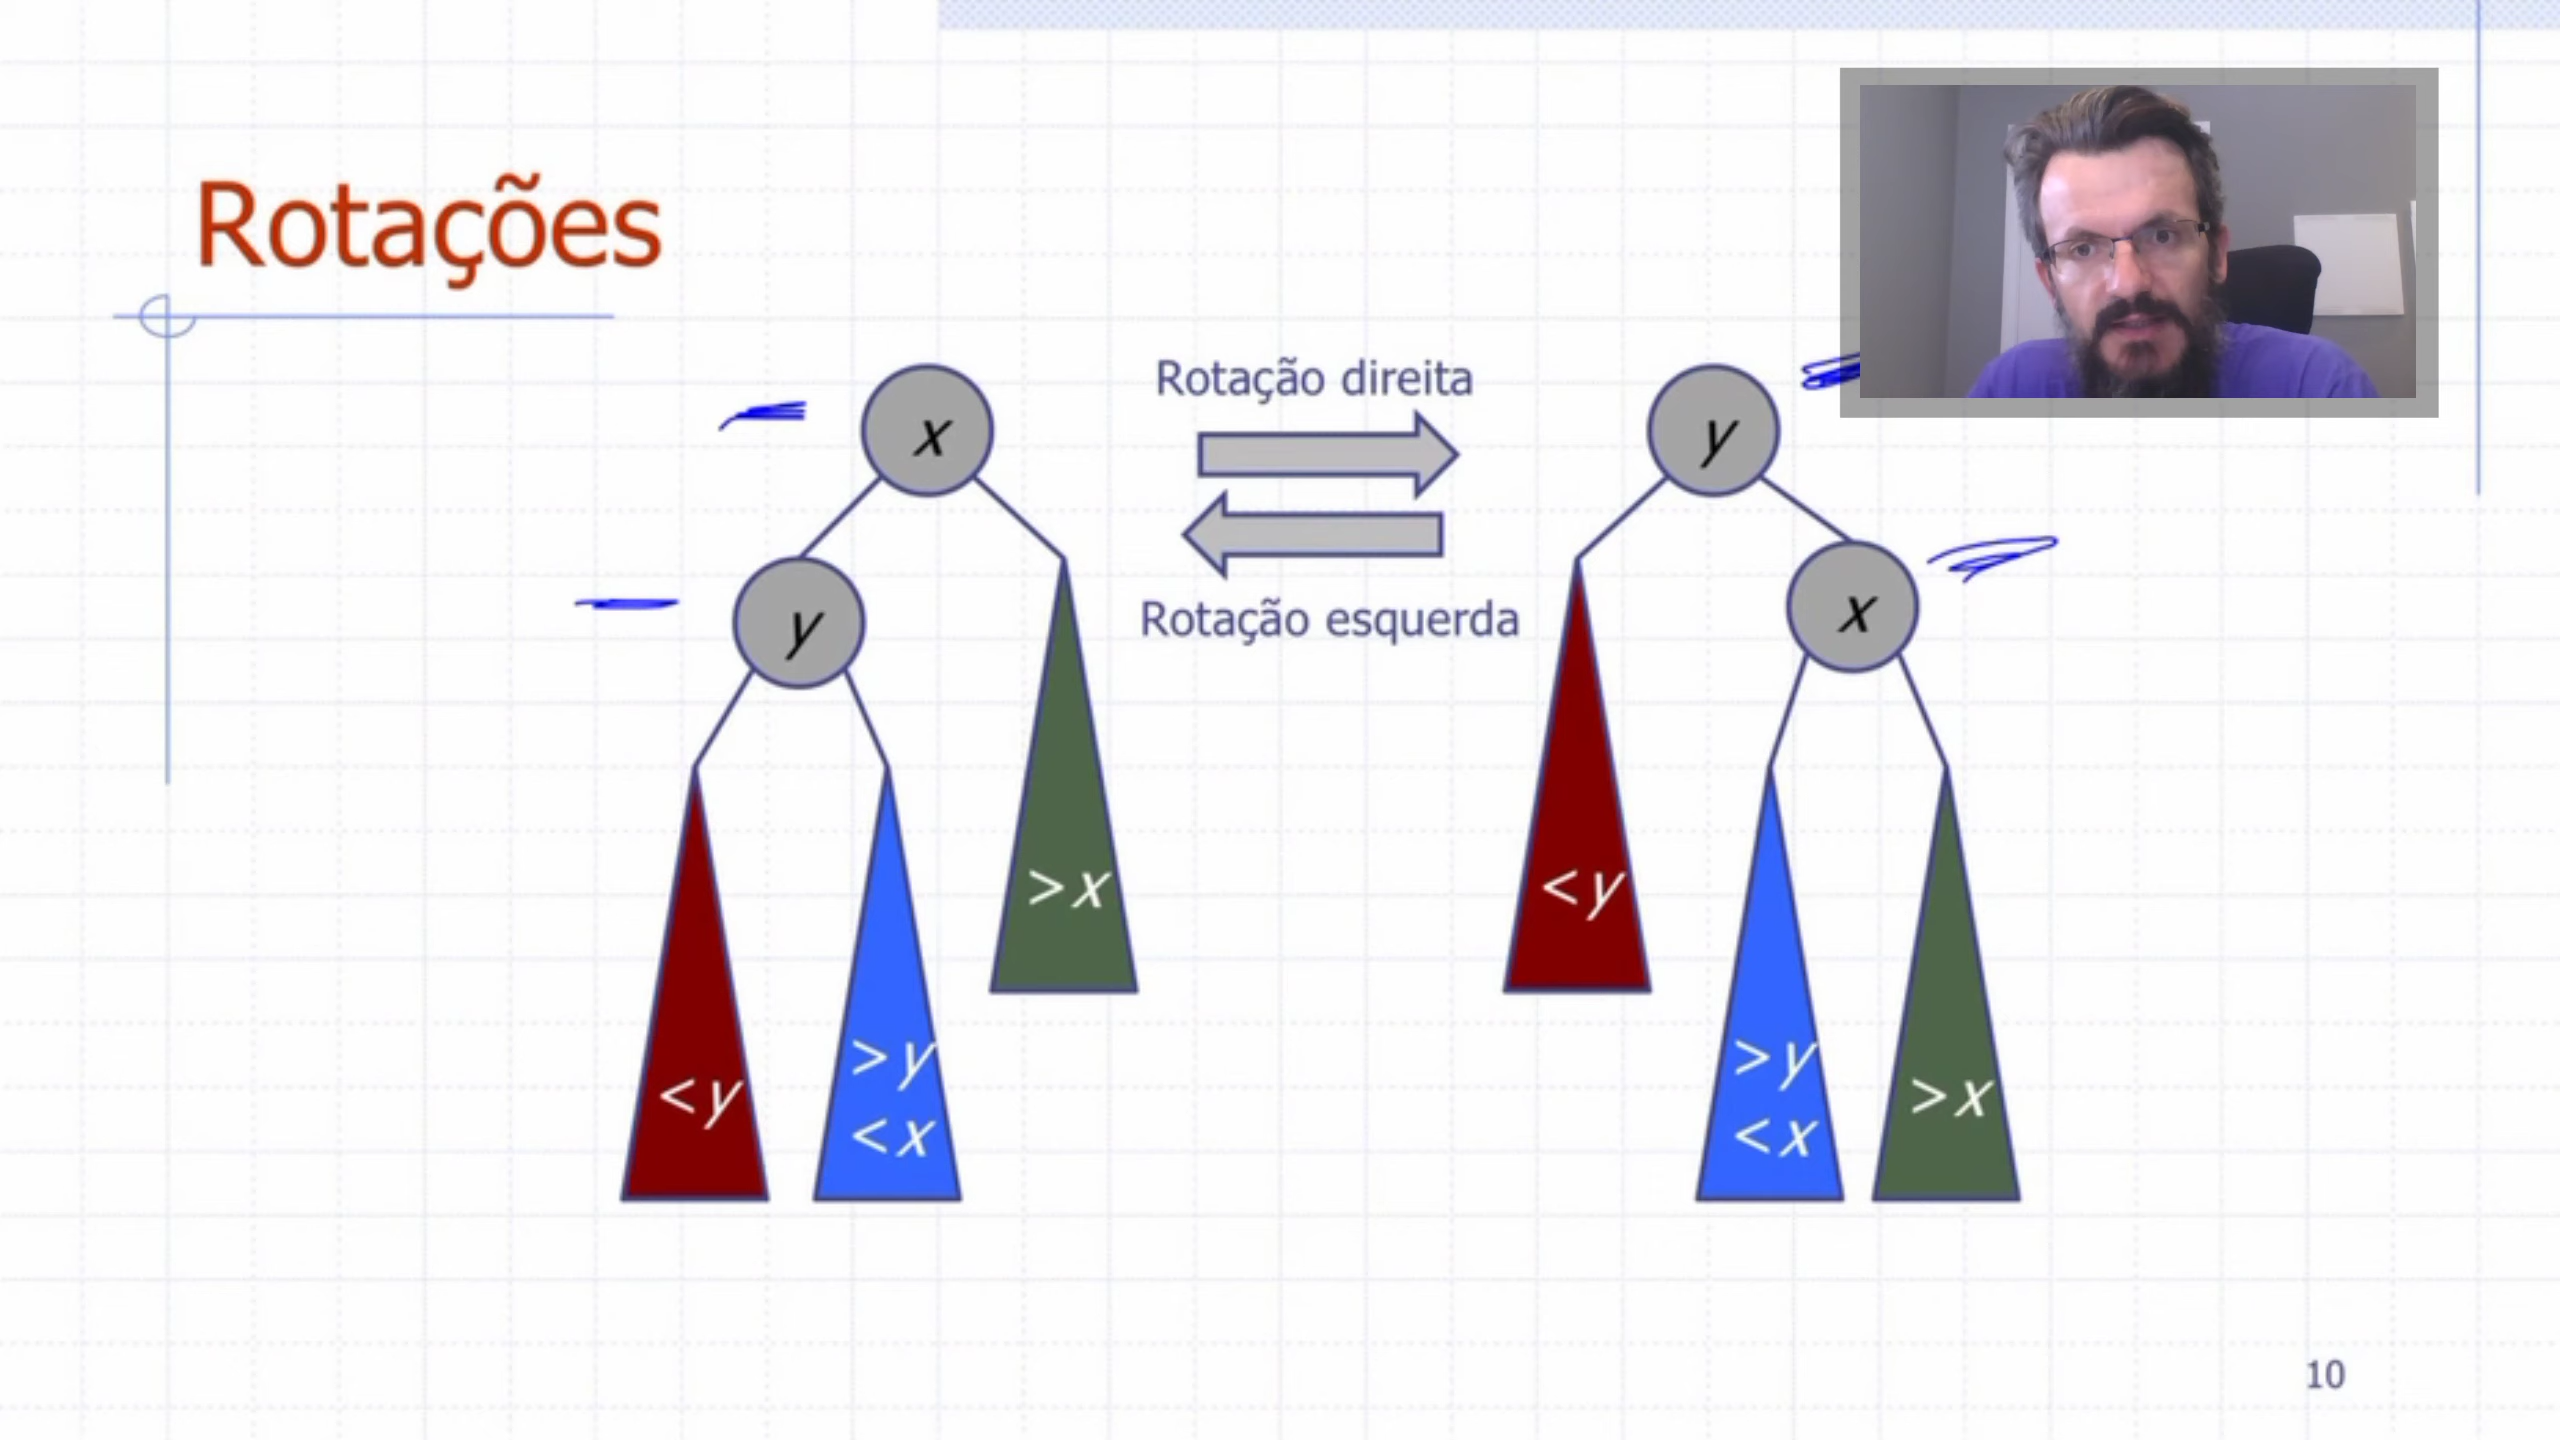 Rotações
Rotação direita
x
y
y
Rotação esquerda
x
>x
<y
>y
<x
<y
>y
<x
>x
10